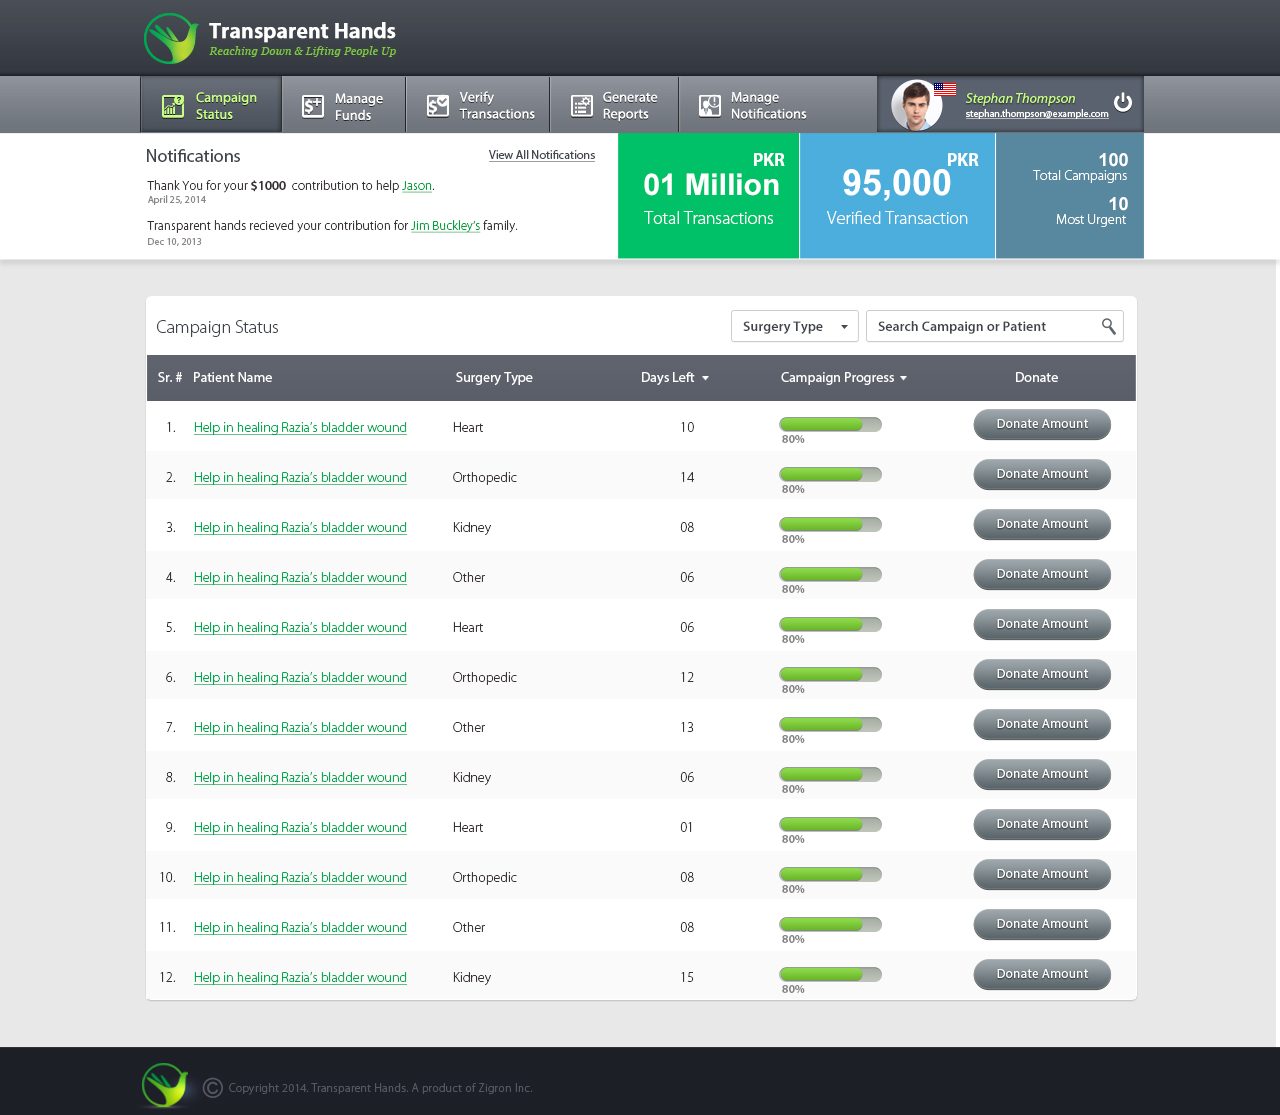 Transparent Hands
Reaching Down & Lifting People Up
Campaign Status
Manage Funds
Verify Transactions
Generate Reports
Manage Notifications
Stephan Thompson
stephan.thompson@example.com
Notifications
View All Notifications
Thank You for your $1000 contribution to help Jason.
April 25, 2014
Transparent hands recieved your contribution for Jim Buckley's family.
Dec 10, 2013
PKR
01 Million
Total Transactions
PKR
95,000
Verified Transaction
100
Total Campaigns
10
Most Urgent
Campaign Status
Surgery Type
Search Campaign or Patient
Sr. # Patient Name Surgery Type Days Left Campaign Progress Donate
1. Help in healing Razia's bladder wound Heart 10 80% Donate Amount
2. Help in healing Razia's bladder wound Orthopedic 14 80% Donate Amount
3. Help in healing Razia's bladder wound Kidney 08 80% Donate Amount
4. Help in healing Razia's bladder wound Other 06 80% Donate Amount
5. Help in healing Razia's bladder wound Heart 06 80% Donate Amount
6. Help in healing Razia's bladder wound Orthopedic 12 80% Donate Amount
7. Help in healing Razia's bladder wound Other 13 80% Donate Amount
8. Help in healing Razia's bladder wound Kidney 06 80% Donate Amount
9. Help in healing Razia's bladder wound Heart 01 80% Donate Amount
10. Help in healing Razia's bladder wound Orthopedic 08 80% Donate Amount
11. Help in healing Razia's bladder wound Other 08 80% Donate Amount
12. Help in healing Razia's bladder wound Kidney 15 80% Donate Amount
© Copyright 2014. Transparent Hands. A product of Zigron Inc.